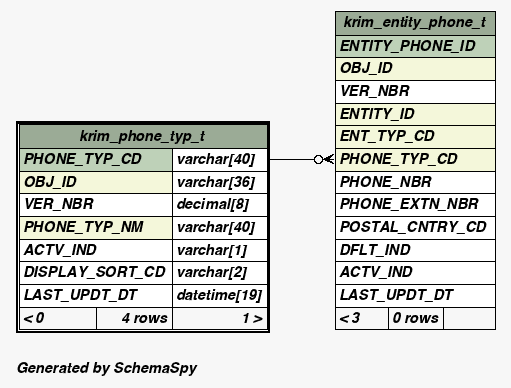 krim_entity_phone_t
ENTITY_PHONE_ID
OBJ_ID
VER_NBR
ENTITY_ID
ENT_TYP_CD
PHONE_TYP_CD
PHONE_NBR
PHONE_EXTN_NBR
POSTAL_CNTRY_CD
DFLT_IND
ACTV_IND
LAST_UPDT_DT
< 3 0 rows
krim_phone_typ_t
PHONE_TYP_CD varchar[40]
OBJ_ID varchar[36]
VER_NBR decimal[8]
PHONE_TYP_NM varchar[40]
ACTV_IND varchar[1]
DISPLAY_SORT_CD varchar[2]
LAST_UPDT_DT datetime[19]
< 0 4 rows 1 >
Generated by SchemaSpy